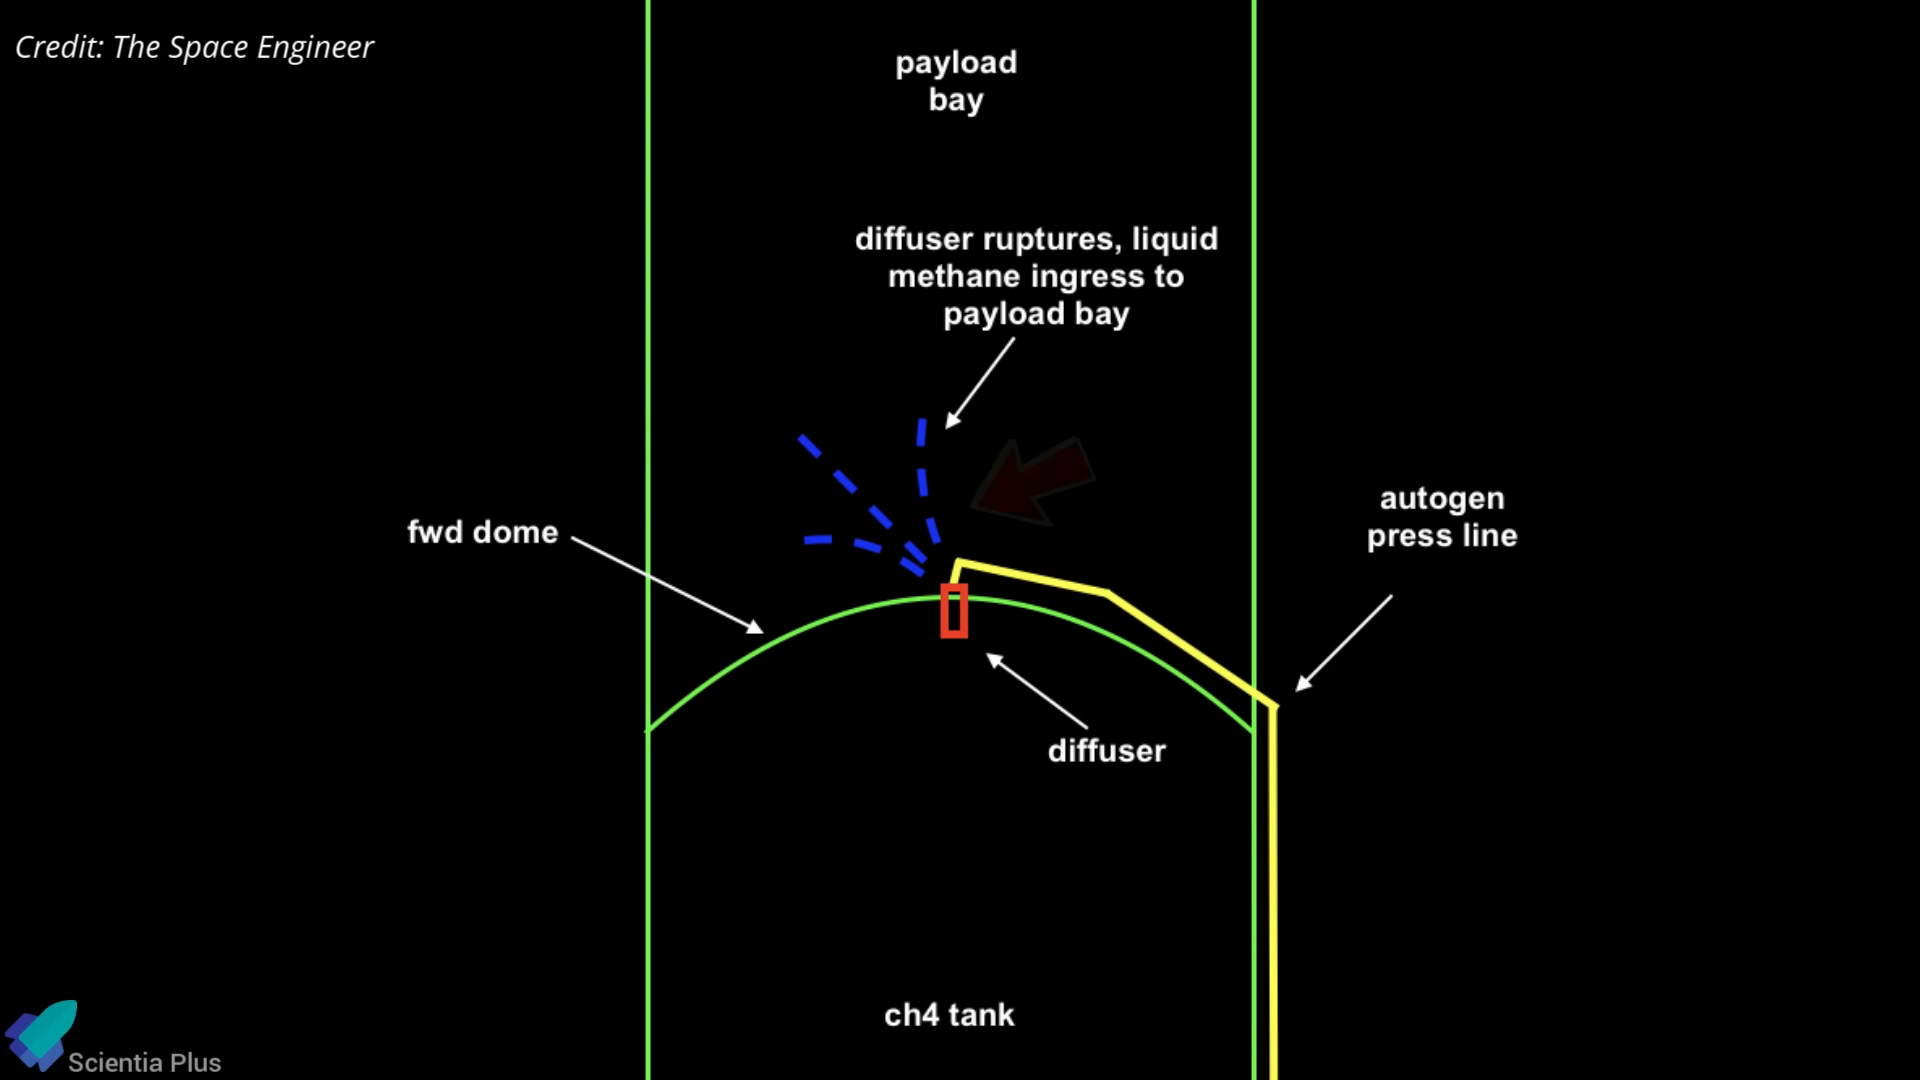 Credit: The Space Engineer
payload
bay
diffuser ruptures, liquid
methane ingress to
payload bay
autogen
press line
fwd dome
diffuser
ch4 tank
Scientia Plus